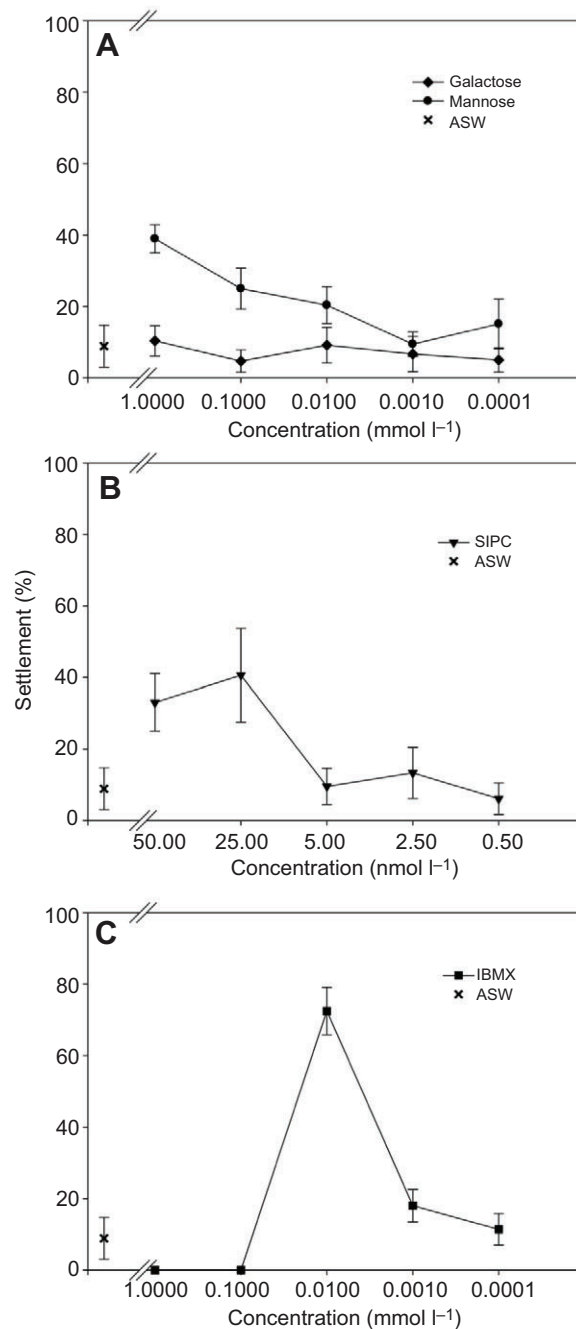 A
100
80
60
40
20
0
Galactose
Mannose
ASW
1.0000 0.1000 0.0100 0.0010 0.0001
Concentration (mmol l–1)
B
100
80
60
40
20
0
Settlement (%)
SIPC
ASW
50.00 25.00 5.00 2.50 0.50
Concentration (nmol l–1)
C
100
80
60
40
20
0
IBMX
ASW
1.0000 0.1000 0.0100 0.0010 0.0001
Concentration (mmol l–1)